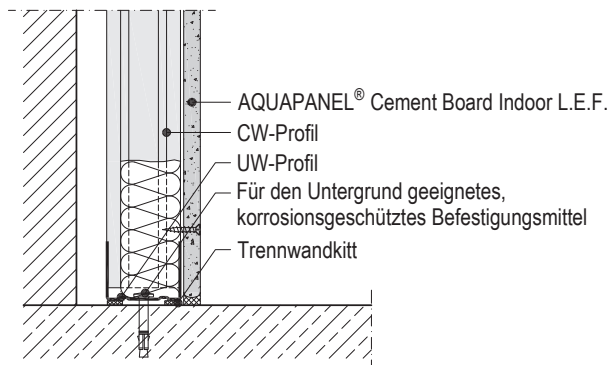 AQUAPANEL® Cement Board Indoor L.E.F.
CW-Profil
UW-Profil
Für den Untergrund geeignetes,
korrosionsgeschütztes Befestigungsmittel
Trennwandkitt